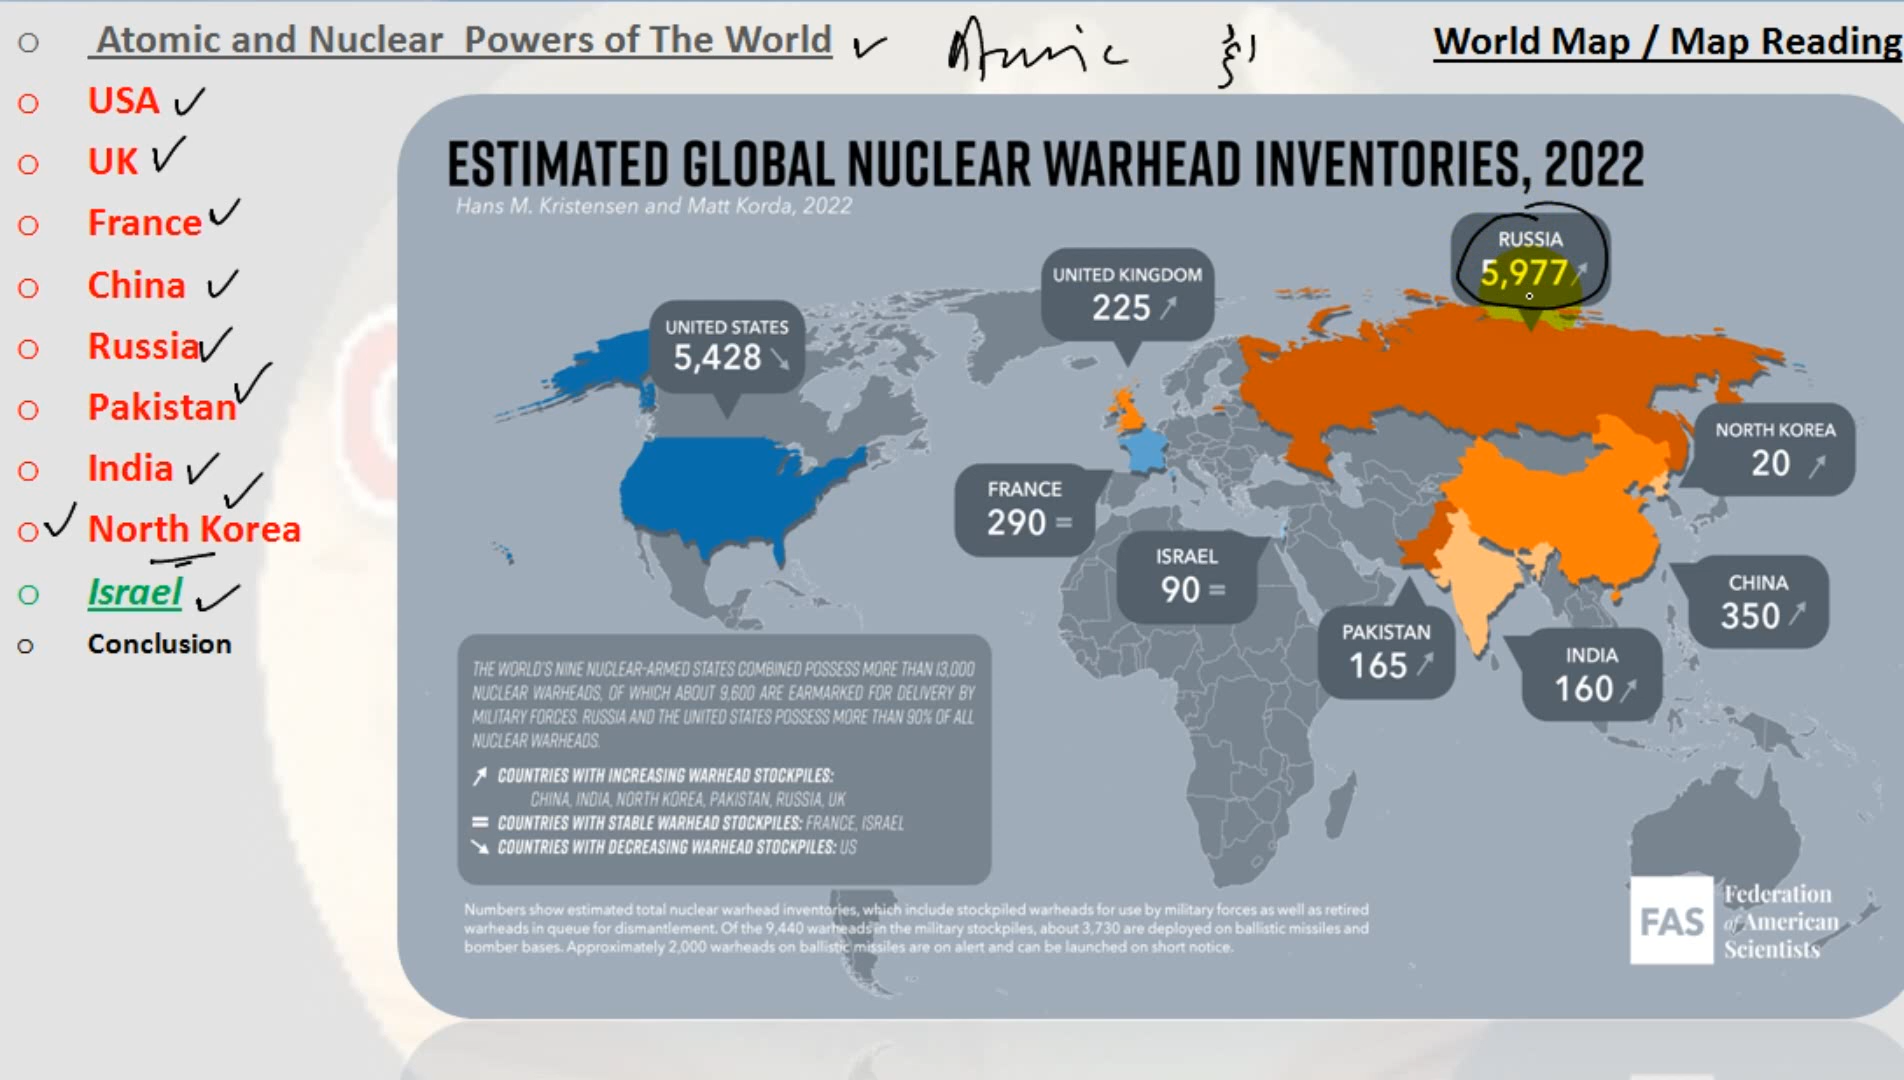 Atomic and Nuclear Powers of The World
World Map / Map Reading
USA
UK
France
China
Russia
Pakistan
India
North Korea
Israel
Conclusion
ESTIMATED GLOBAL NUCLEAR WARHEAD INVENTORIES, 2022
Hans M. Kristensen and Matt Korda, 2022
RUSSIA
5,977
UNITED KINGDOM
225
UNITED STATES
5,428
NORTH KOREA
20
FRANCE
290 =
ISRAEL
90 =
CHINA
350
PAKISTAN
165
INDIA
160
THE WORLD'S NINE NUCLEAR-ARMED STATES COMBINED POSSESS MORE THAN 13,000
NUCLEAR WARHEADS, OF WHICH ABOUT 9,600 ARE EARMARKED FOR DELIVERY BY
MILITARY FORCES. RUSSIA AND THE UNITED STATES POSSESS MORE THAN 90% OF ALL
NUCLEAR WARHEADS.
COUNTRIES WITH INCREASING WARHEAD STOCKPILES:
CHINA, INDIA, NORTH KOREA, PAKISTAN, RUSSIA, UK
= COUNTRIES WITH STABLE WARHEAD STOCKPILES: FRANCE, ISRAEL
COUNTRIES WITH DECREASING WARHEAD STOCKPILES: US
Numbers show estimated total nuclear warhead inventories, which include stockpiled warheads for use by military forces as well as retired
warheads in queue for dismantlement. Of the 9,440 warheads in the military stockpiles, about 3,730 are deployed on ballistic missiles and
bomber bases. Approximately 2,000 warheads on ballistic missiles are on alert and can be launched on short notice.
FAS
Federation
of American
Scientists